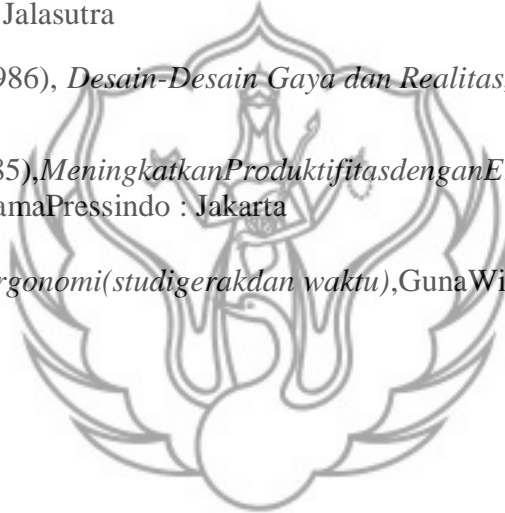 Jalasutra
986), Desain-Desain Gaya dan Realitas,
85),MeningkatkanProduktifitasdenganE
amaPressindo : Jakarta
rgonomi(studigerakdan waktu),GunaWi